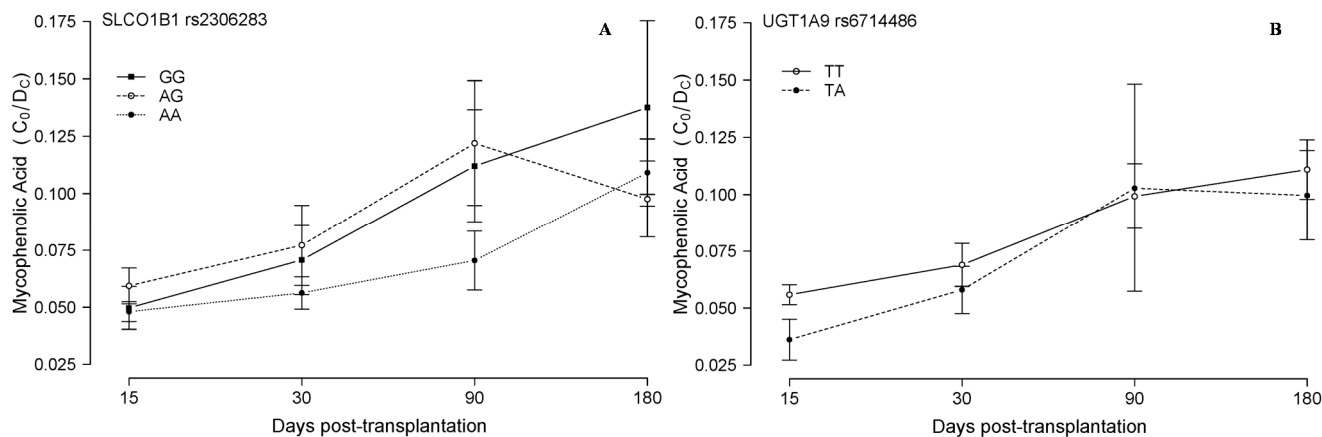 SLCO1B1 rs2306283
A
GG
AG
AA
Mycophenolic Acid ( C₀/D_C)
0.175
0.150
0.125
0.100
0.075
0.050
0.025
15
30
90
180
Days post-transplantation
UGT1A9 rs6714486
B
TT
TA
Mycophenolic Acid ( C₀/D_C)
0.175
0.150
0.125
0.100
0.075
0.050
0.025
15
30
90
180
Days post-transplantation